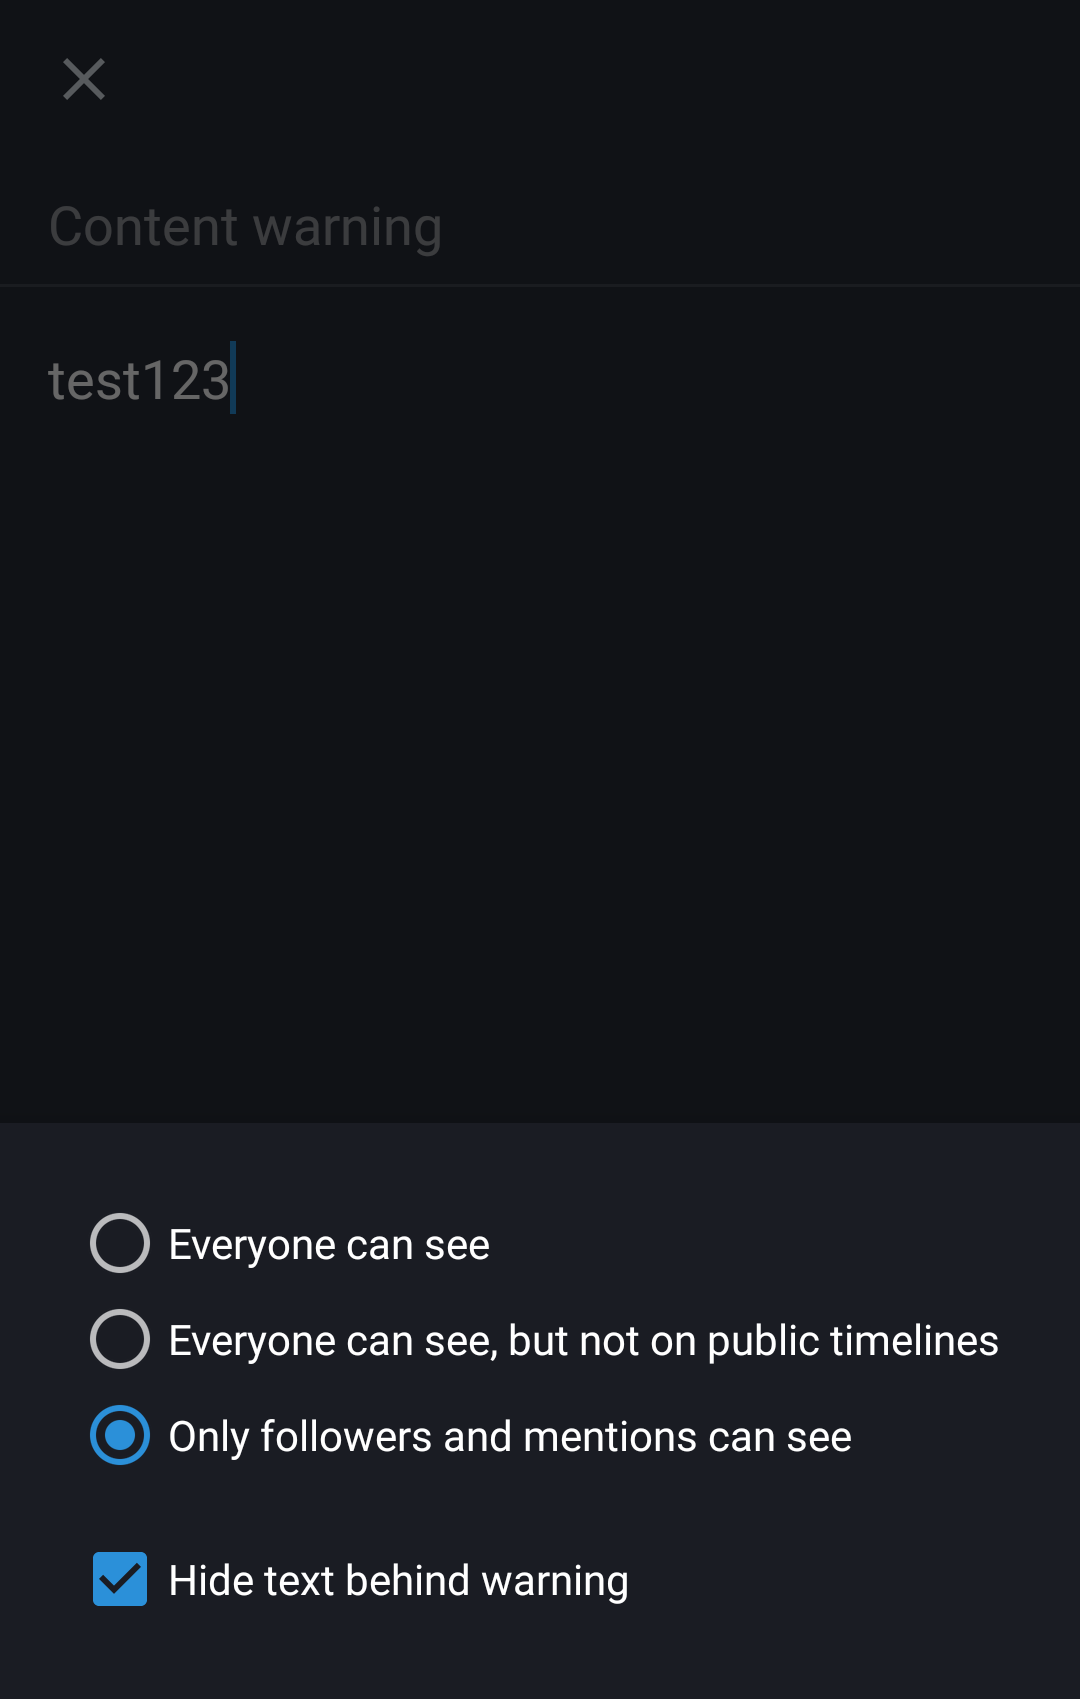 Content warning
test123
Everyone can see
Everyone can see, but not on public timelines
Only followers and mentions can see
Hide text behind warning